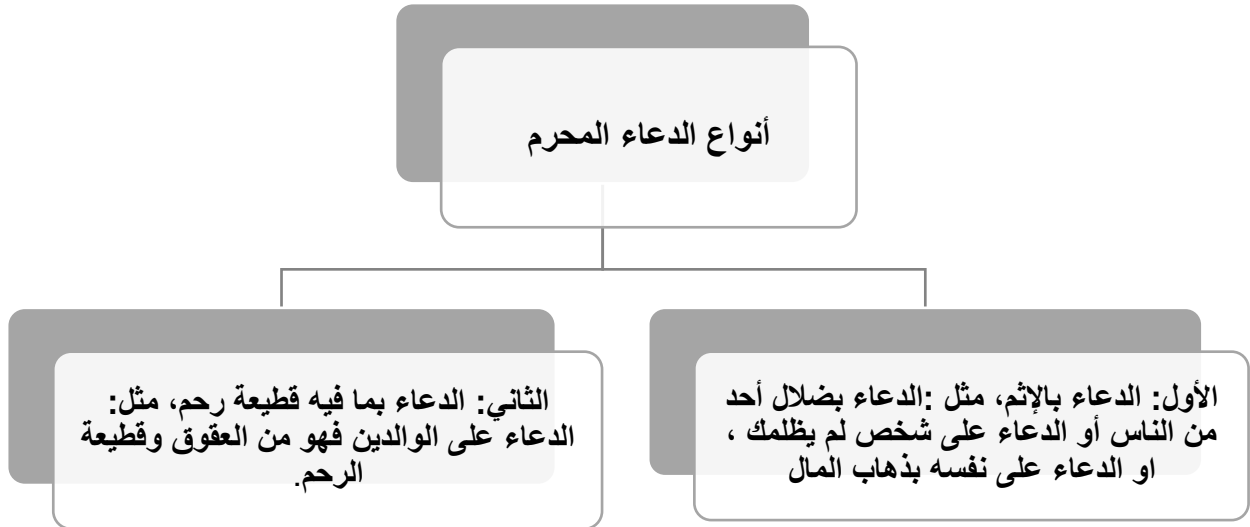 أنواع الدعاء المحرم
الأول: الدعاء بالإثم، مثل :الدعاء بضلال أحد
من الناس أو الدعاء على شخص لم يظلمك ،
او الدعاء على نفسه بذهاب المال
الثاني: الدعاء بما فيه قطيعة رحم، مثل:
الدعاء على الوالدين فهو من العقوق وقطيعة
الرحم.